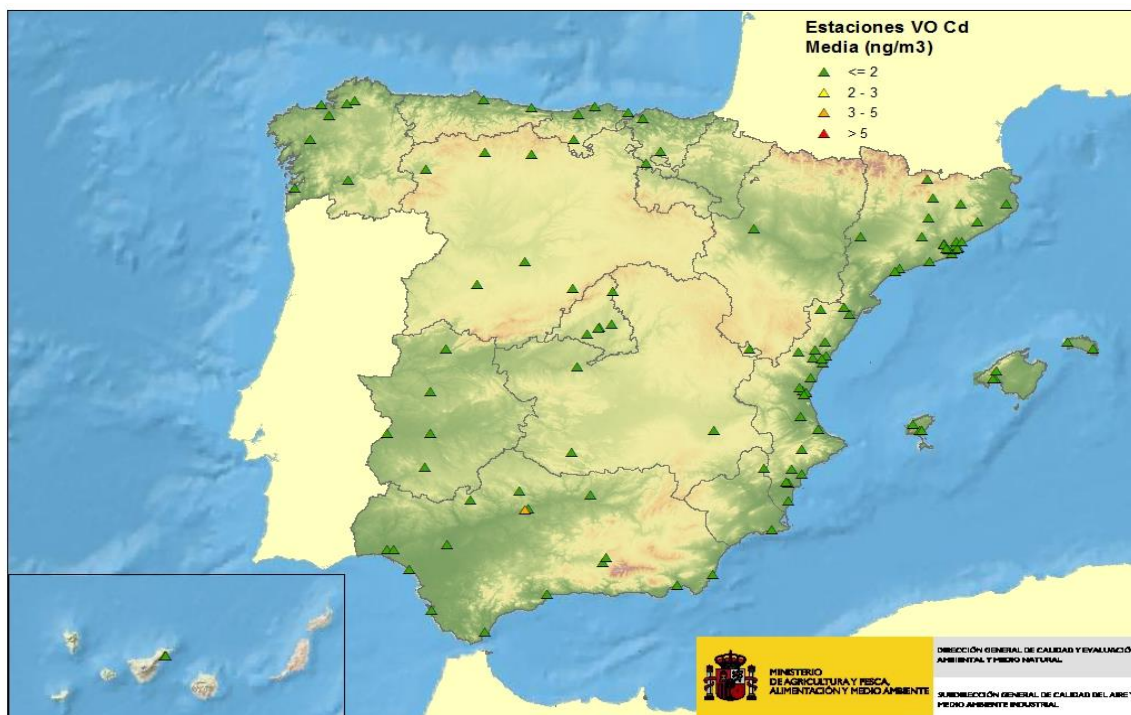 Estaciones VO Cd
Media (ng/m3)
<= 2
2 - 3
3 - 5
> 5
MINISTERIO
DE AGRICULTURA Y PESCA,
ALIMENTACIÓN Y MEDIO AMBIENTE
DIRECCIÓN GENERAL DE CALIDAD Y EVALUACIÓ
AMBIENTAL Y MEDIO NATURAL
SUBDIRECCIÓN GENERAL DE CALIDAD DEL AIRE Y
MEDIO AMBIENTE INDUSTRIAL